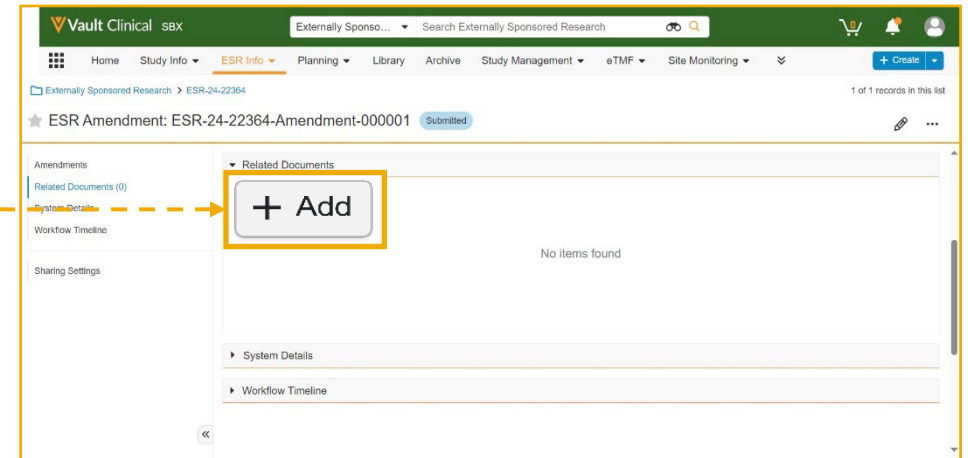 Vault Clinical SBX
Externally Sponso...
Search Externally Sponsored Research
0
Home
Study Info
ESR Info
Planning
Library
Archive
Study Management
eTMF
Site Monitoring
+ Create
Externally Sponsored Research > ESR-24-22364
1 of 1 records in this list
ESR Amendment: ESR-24-22364-Amendment-000001
Submitted
Amendments
Related Documents (0)
System Details
Workflow Timeline
Sharing Settings
Related Documents
+ Add
No items found
System Details
Workflow Timeline